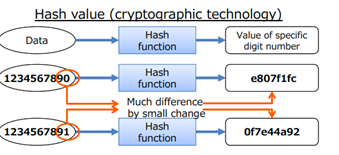 Hash value (cryptographic technology)
Data
Hash
function
Value of specific
digit number
1234567890
Hash
function
e807f1fc
Much difference
by small change
1234567891
Hash
function
0f7e44a92